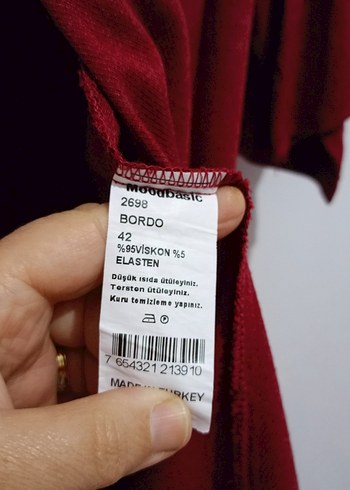 Moodbasic
2698
BORDO
42
%95VİSKON %5
ELASTEN
Düşük ısıda ütüleyiniz.
Tersten ütüleyiniz.
Kuru temizleme yapınız.
P
7 654321 213910
MADE IN TURKEY